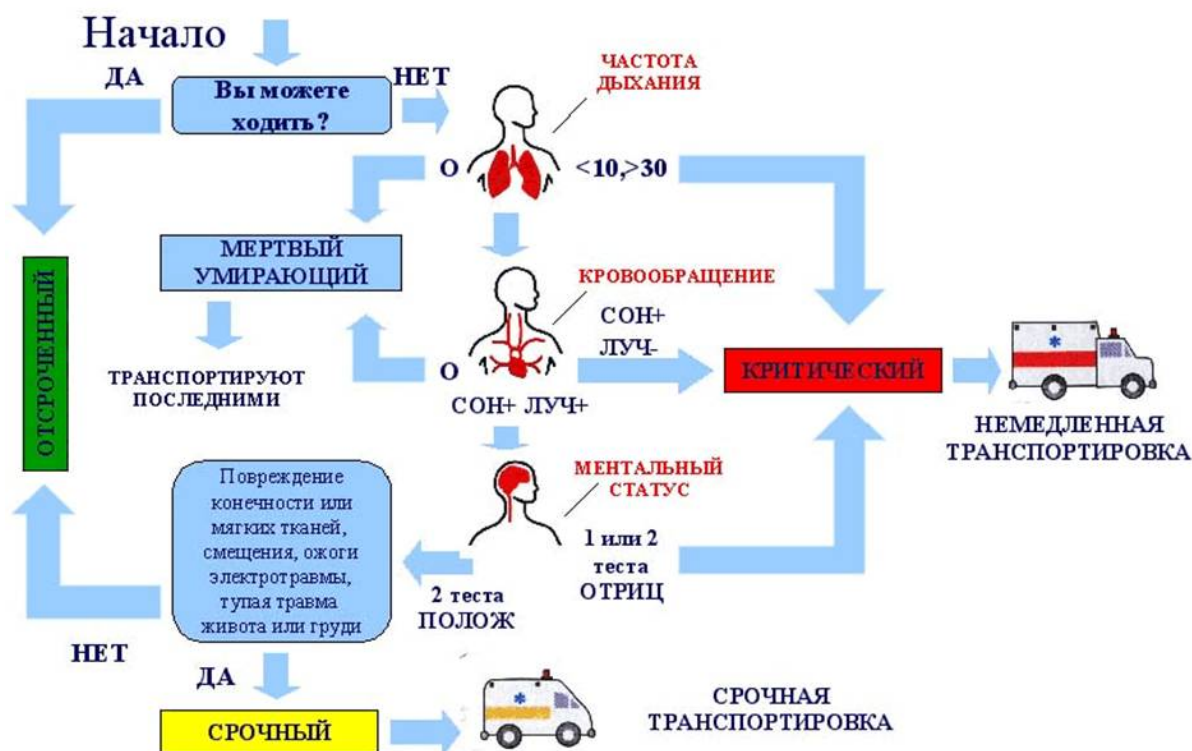 Начало
ДА
НЕТ
Вы можете
ходить?
ЧАСТОТА
ДЫХАНИЯ
О
<10,>30
МЕРТВЫЙ
УМИРАЮЩИЙ
КРОВООБРАЩЕНИЕ
СОН+
ЛУЧ-
О
ТРАНСПОРТИРУЮТ
ПОСЛЕДНИМИ
ОТСРОЧЕННЫЙ
КРИТИЧЕСКИЙ
СОН+ ЛУЧ+
НЕМЕДЛЕННАЯ
ТРАНСПОРТИРОВКА
МЕНТАЛЬНЫЙ
СТАТУС
Повреждение
конечности или
мягких тканей,
смещения, ожоги
электротравмы,
тупая травма
живота или груди
1 или 2
теста
ОТРИЦ
2 теста
ПОЛОЖ
НЕТ
ДА
СРОЧНЫЙ
СРОЧНАЯ
ТРАНСПОРТИРОВКА